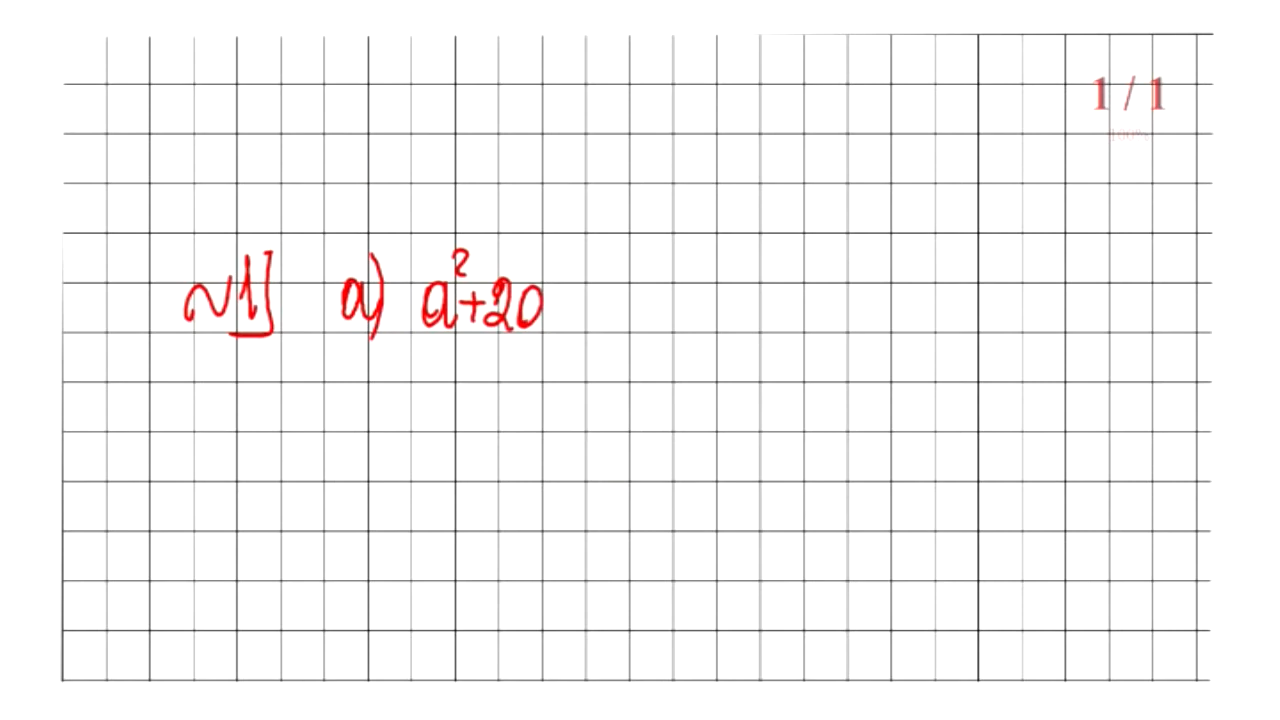 1 / 1
№1] a) a²+20